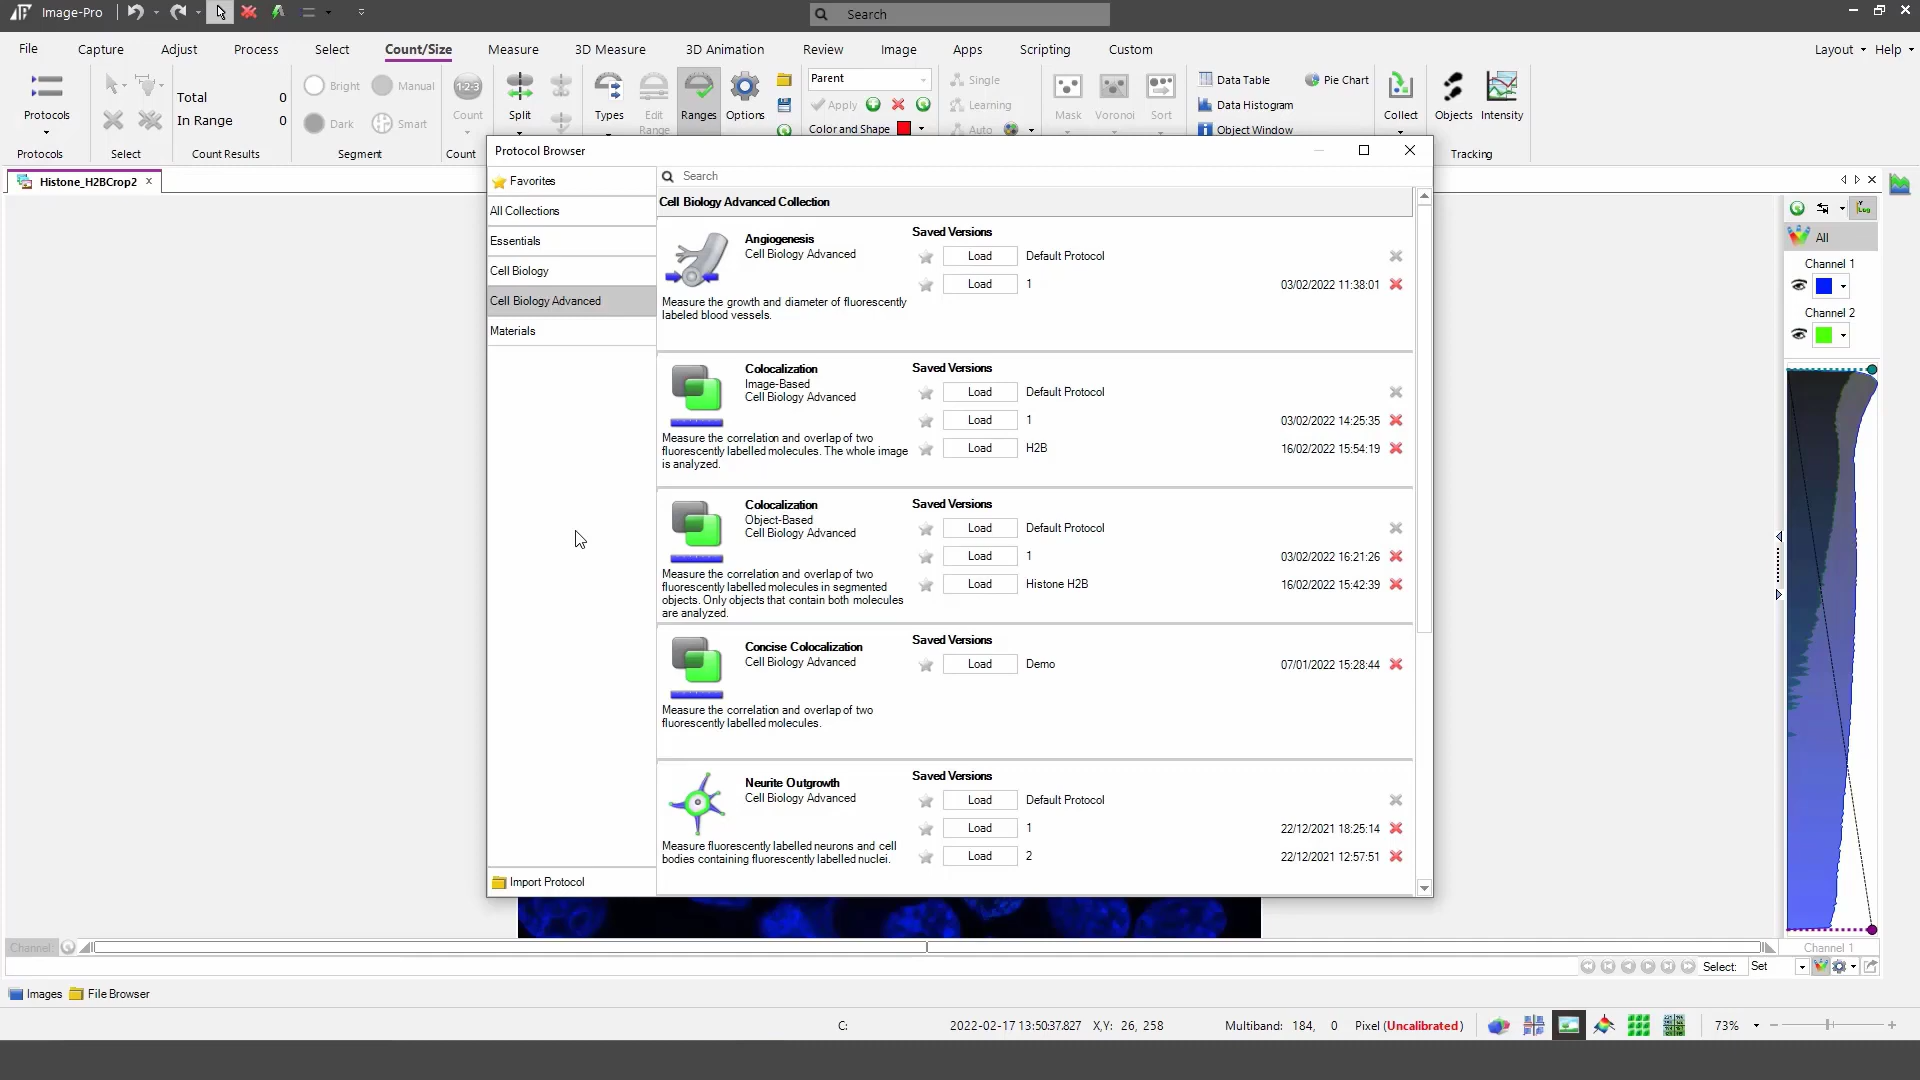 Image-Pro
Search
File
Capture
Adjust
Process
Select
Count/Size
Measure
3D Measure
3D Animation
Review
Image
Apps
Scripting
Custom
Layout
Help
Protocols
Protocols
Select
Total 0
In Range 0
Count Results
Bright
Manual
Dark
Smart
Segment
Count
Count
Split
Types
Edit
Range
Ranges
Options
Parent
Apply
Color and Shape
Single
Learning
Auto
Mask
Voronoi
Sort
Data Table
Pie Chart
Data Histogram
Object Window
Collect
Objects
Intensity
Tracking
Histone_H2BCrop2
Protocol Browser
Favorites
All Collections
Essentials
Cell Biology
Cell Biology Advanced
Materials
Import Protocol
Search
Cell Biology Advanced Collection
Angiogenesis
Cell Biology Advanced
Measure the growth and diameter of fluorescently
labeled blood vessels.
Saved Versions
Load Default Protocol
Load 1 03/02/2022 11:38:01
Colocalization
Image-Based
Cell Biology Advanced
Measure the correlation and overlap of two
fluorescently labelled molecules. The whole image
is analyzed.
Saved Versions
Load Default Protocol
Load 1 03/02/2022 14:25:35
Load H2B 16/02/2022 15:54:19
Colocalization
Object-Based
Cell Biology Advanced
Measure the correlation and overlap of two
fluorescently labelled molecules in segmented
objects. Only objects that contain both molecules
are analyzed.
Saved Versions
Load Default Protocol
Load 1 03/02/2022 16:21:26
Load Histone H2B 16/02/2022 15:42:39
Concise Colocalization
Cell Biology Advanced
Measure the correlation and overlap of two
fluorescently labelled molecules.
Saved Versions
Load Demo 07/01/2022 15:28:44
Neurite Outgrowth
Cell Biology Advanced
Measure fluorescently labelled neurons and cell
bodies containing fluorescently labelled nuclei.
Saved Versions
Load Default Protocol
Load 1 22/12/2021 18:25:14
Load 2 22/12/2021 12:57:51
All
Channel 1
Channel 2
Channel 1
Channel:
Select: Set
Images
File Browser
C:
2022-02-17 13:50:37.827 X,Y: 26, 258
Multiband: 184, 0 Pixel (Uncalibrated)
73%